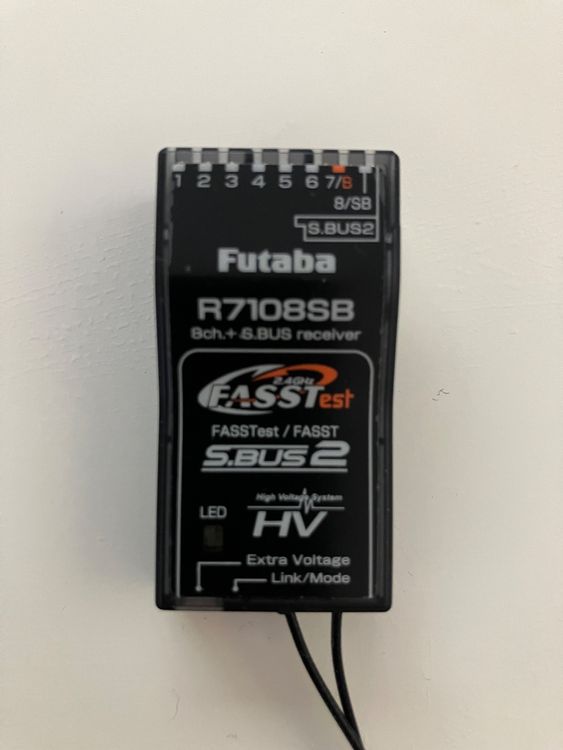 1 2 3 4 5 6 7/B
8/SB
S.BUS2
Futaba
R7108SB
8ch.+ S.BUS receiver
2.4GHz
FASSTest
FASSTest / FASST
S.BUS2
High Voltage System
LED
HV
Extra Voltage
Link/Mode